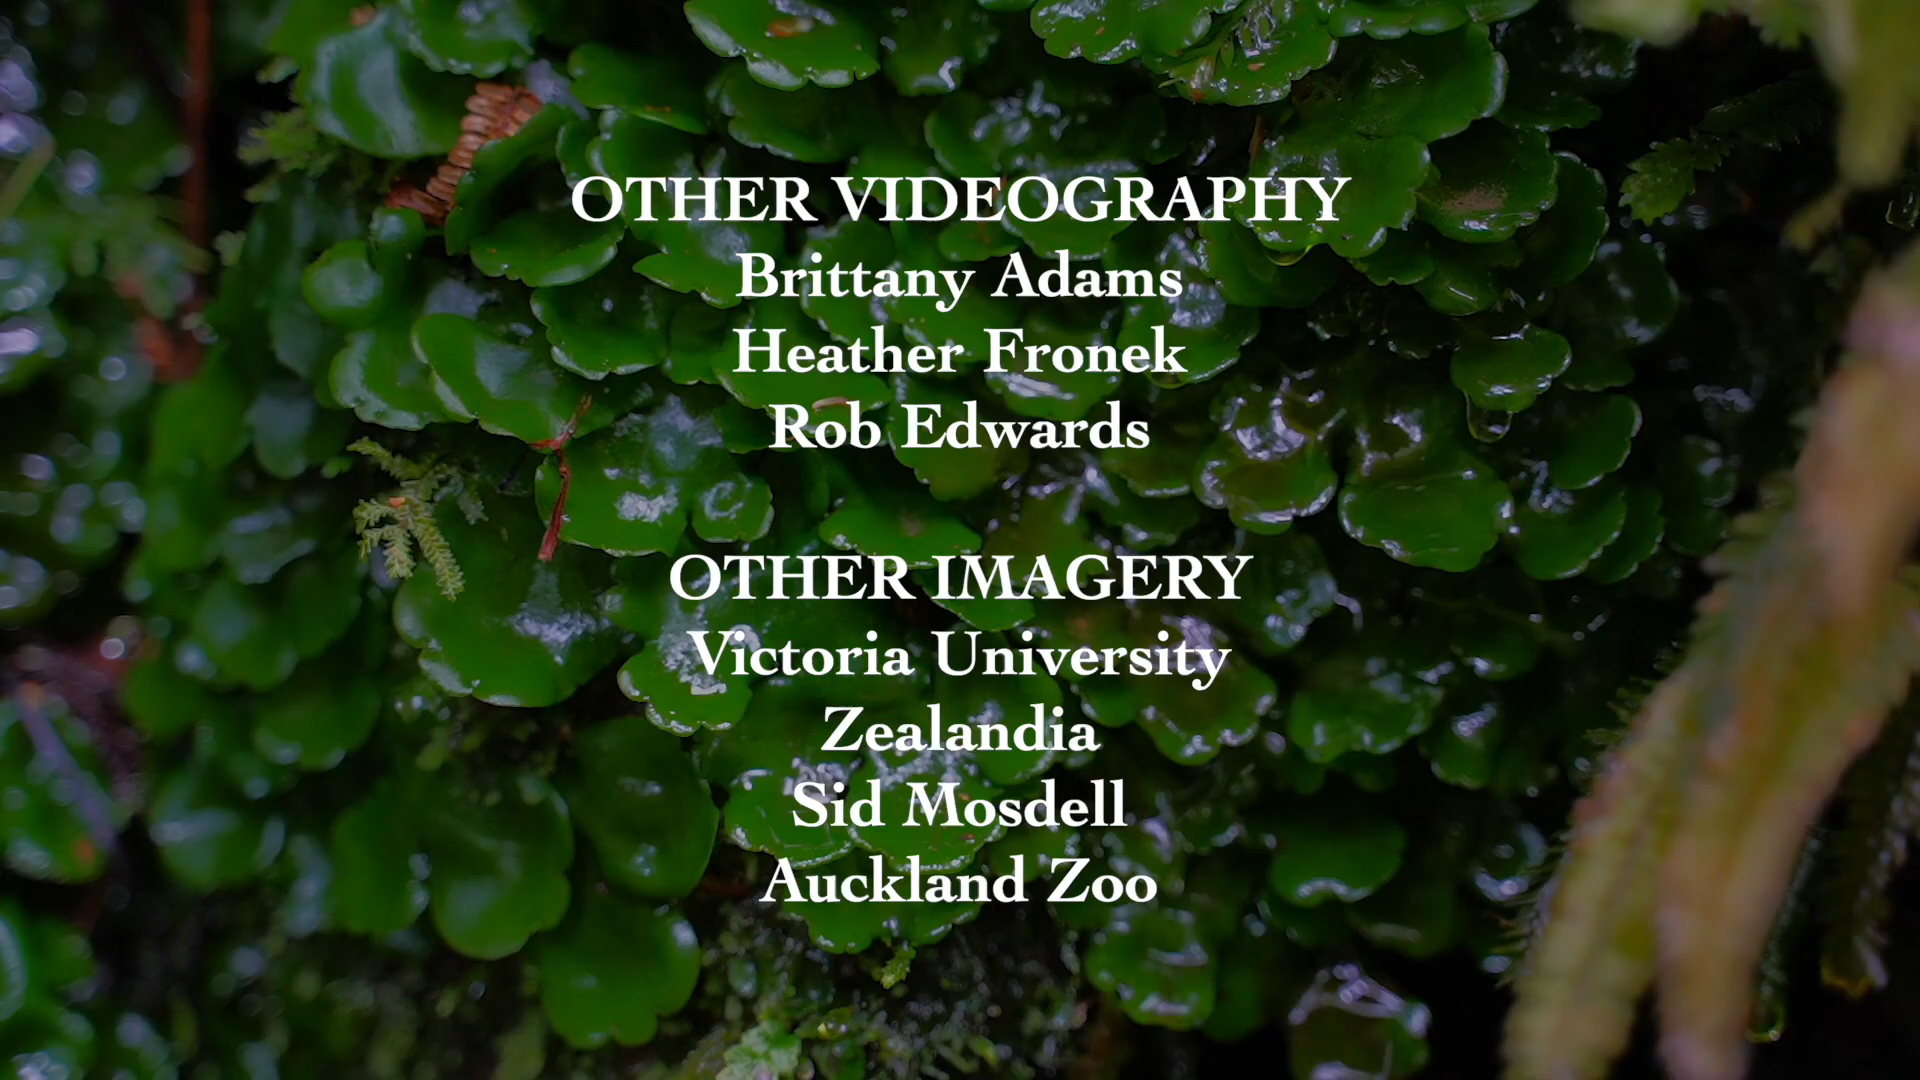 OTHER VIDEOGRAPHY
Brittany Adams
Heather Fronek
Rob Edwards
OTHER IMAGERY
Victoria University
Zealandia
Sid Mosdell
Auckland Zoo